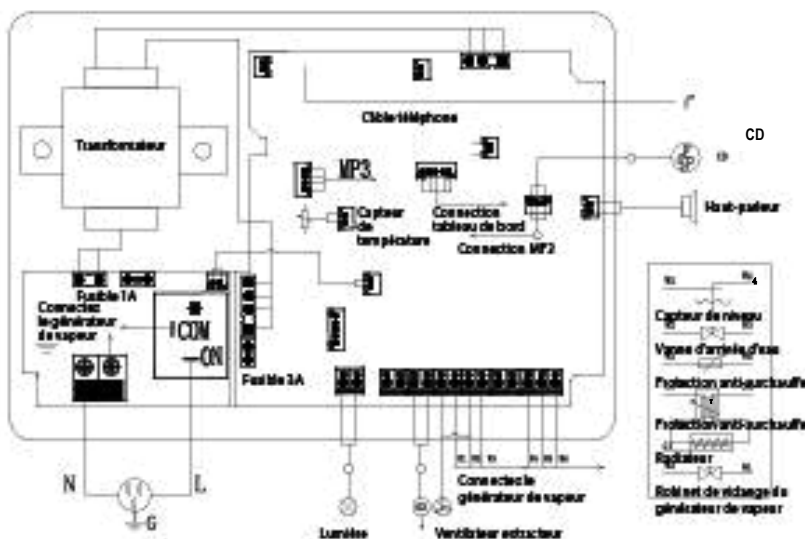 Transformateur
Câble téléphone
CD
MP3
Capteur
de
température
Connection
tableau de bord
Connection MP3
Haut-parleur
Fusible 1A
Connectez
le générateur
de vapeur
COM
ON
Fusible 3A
Capteur de niveau
Vanne d'arrivée d'eau
Protection anti-surchauffe
Protection anti-surchauffe
Radiateur
Robinet de vidange du
générateur de vapeur
N
L
G
Connectez le
générateur de vapeur
Lumière
Ventilateur extracteur